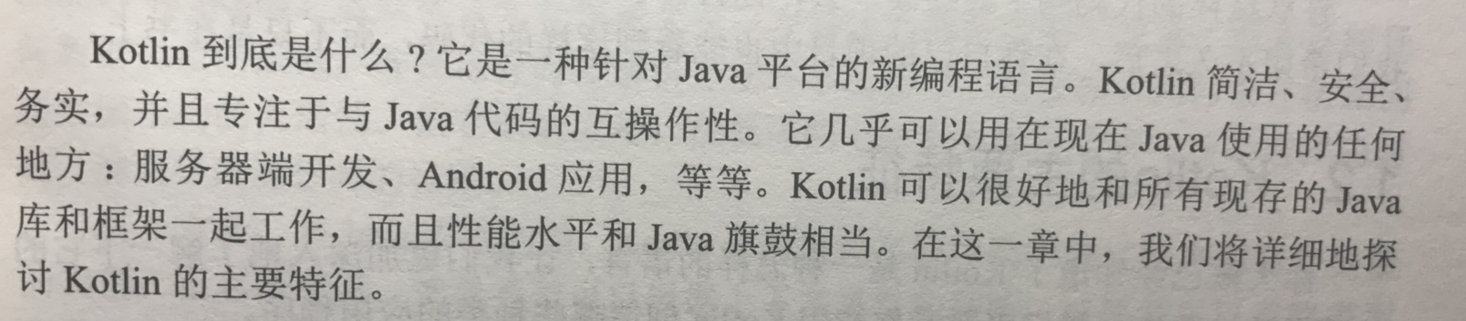 Kotlin 到底是什么？它是一种针对 Java 平台的新编程语言。Kotlin 简洁、安全、
务实，并且专注于与 Java 代码的互操作性。它几乎可以用在现在 Java 使用的任何
地方：服务器端开发、Android 应用，等等。Kotlin 可以很好地和所有现存的 Java
库和框架一起工作，而且性能水平和 Java 旗鼓相当。在这一章中，我们将详细地探
讨 Kotlin 的主要特征。